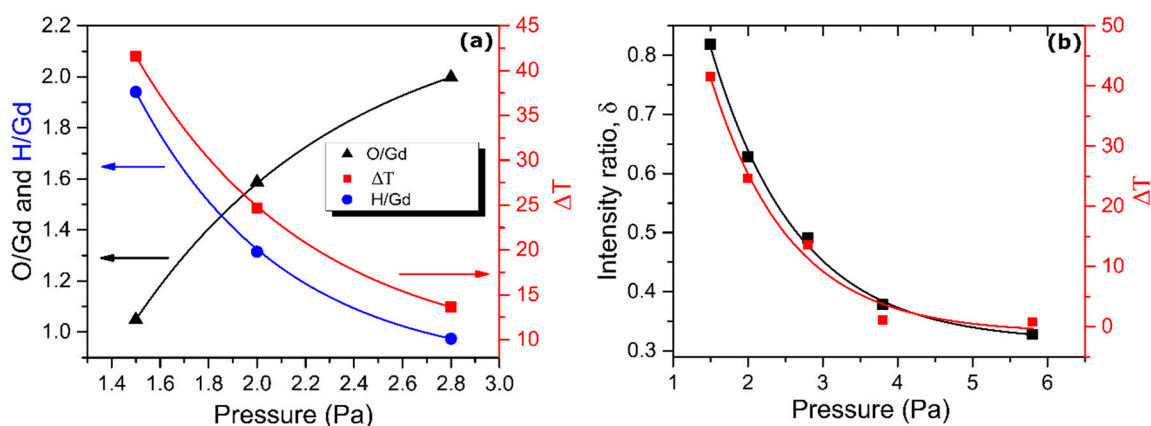 (a)
O/Gd and H/Gd
2.2
2.0
1.8
1.6
1.4
1.2
1.0
45
40
35
30
25
20
15
10
ΔT
O/Gd
ΔT
H/Gd
1.4 1.6 1.8 2.0 2.2 2.4 2.6 2.8 3.0
Pressure (Pa)
(b)
Intensity ratio, δ
0.8
0.7
0.6
0.5
0.4
0.3
50
40
30
20
10
0
ΔT
1 2 3 4 5 6
Pressure (Pa)